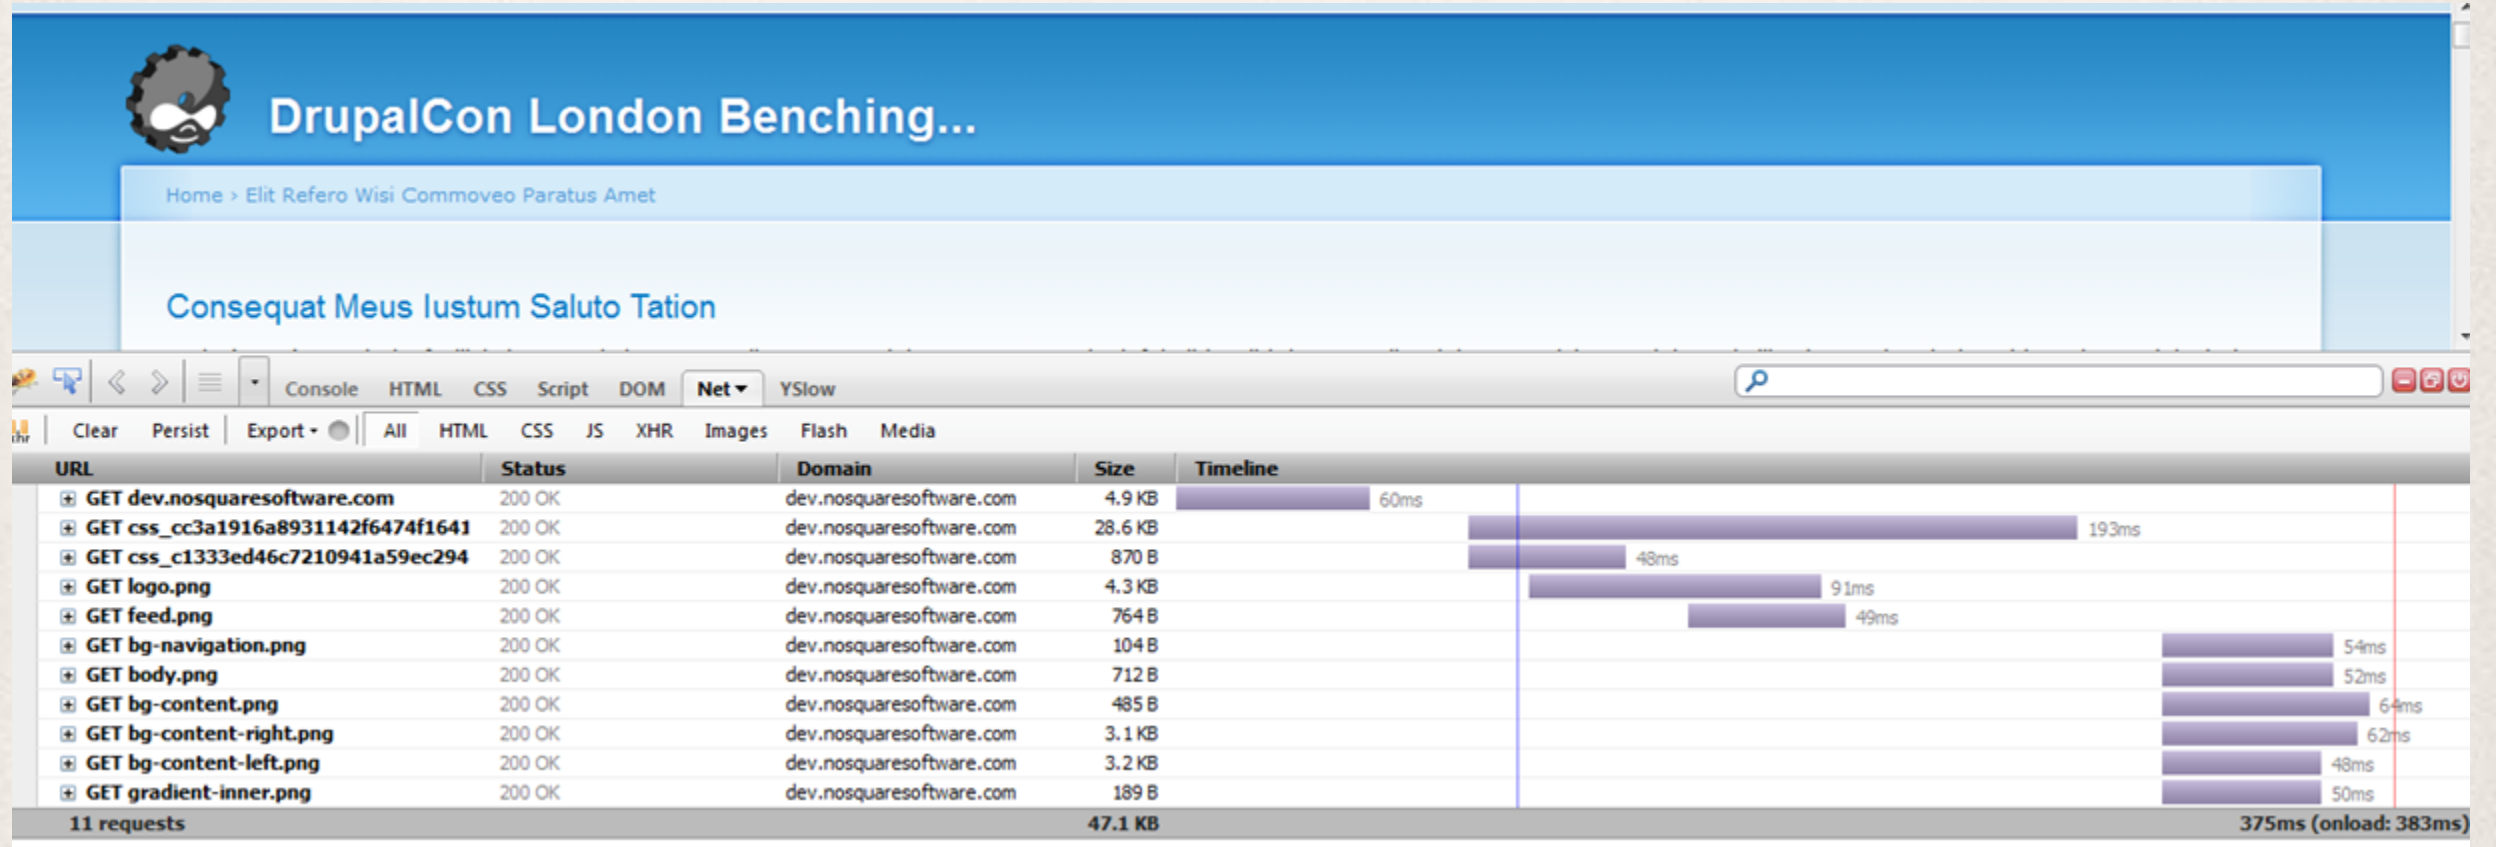 DrupalCon London Benching...
Home › Elit Refero Wisi Commoveo Paratus Amet
Consequat Meus Iustum Saluto Tation
Console HTML CSS Script DOM Net YSlow
Clear Persist Export All HTML CSS JS XHR Images Flash Media
URL Status Domain Size Timeline
GET dev.nosquaresoftware.com 200 OK dev.nosquaresoftware.com 4.9 KB 60ms
GET css_cc3a1916a8931142f6474f1641 200 OK dev.nosquaresoftware.com 28.6 KB 193ms
GET css_c1333ed46c7210941a59ec294 200 OK dev.nosquaresoftware.com 870 B 48ms
GET logo.png 200 OK dev.nosquaresoftware.com 4.3 KB 91ms
GET feed.png 200 OK dev.nosquaresoftware.com 764 B 49ms
GET bg-navigation.png 200 OK dev.nosquaresoftware.com 104 B 54ms
GET body.png 200 OK dev.nosquaresoftware.com 712 B 52ms
GET bg-content.png 200 OK dev.nosquaresoftware.com 485 B 64ms
GET bg-content-right.png 200 OK dev.nosquaresoftware.com 3.1 KB 62ms
GET bg-content-left.png 200 OK dev.nosquaresoftware.com 3.2 KB 48ms
GET gradient-inner.png 200 OK dev.nosquaresoftware.com 189 B 50ms
11 requests 47.1 KB 375ms (onload: 383ms)